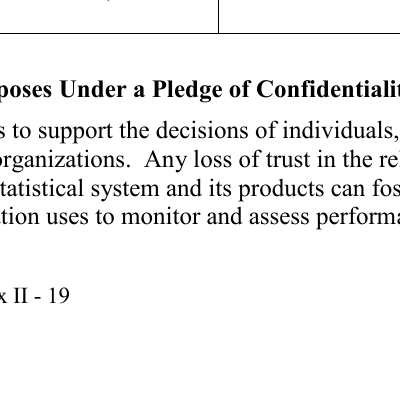 poses Under a Pledge of Confidentialit
s to support the decisions of individuals,
organizations.  Any loss of trust in the re
tatistical system and its products can fos
tion uses to monitor and assess performa
x II - 19